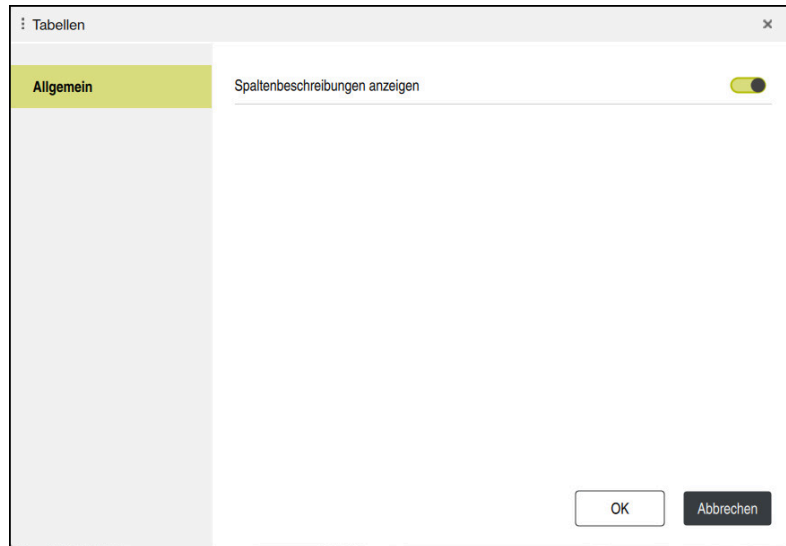 Tabellen
Allgemein
Spaltenbeschreibungen anzeigen
OK
Abbrechen